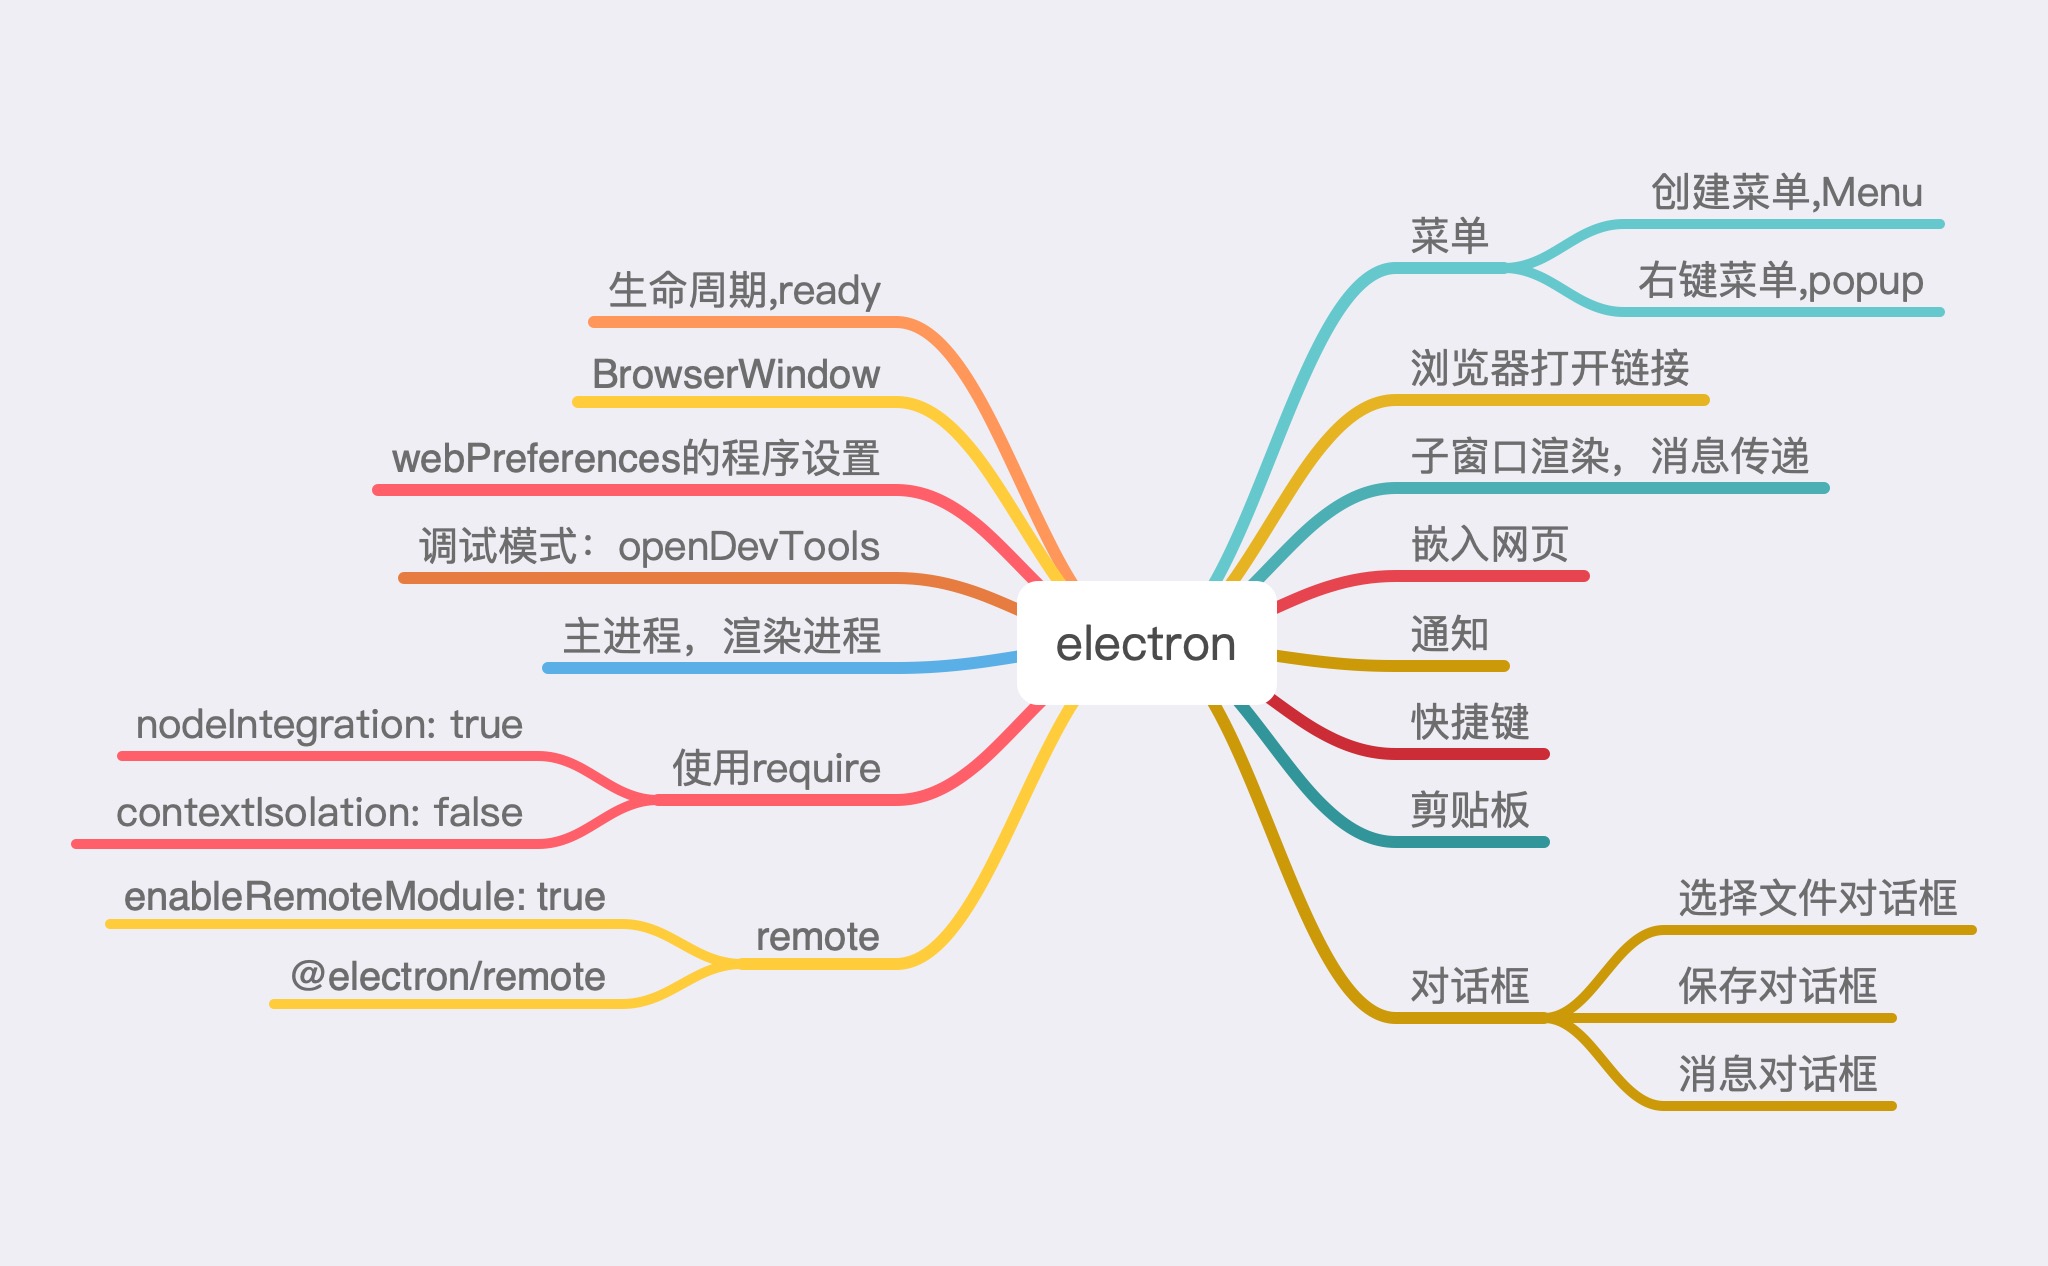 electron
生命周期,ready
BrowserWindow
webPreferences的程序设置
调试模式：openDevTools
主进程，渲染进程
使用require
nodeIntegration: true
contextIsolation: false
remote
enableRemoteModule: true
@electron/remote
菜单
创建菜单,Menu
右键菜单,popup
浏览器打开链接
子窗口渲染，消息传递
嵌入网页
通知
快捷键
剪贴板
对话框
选择文件对话框
保存对话框
消息对话框